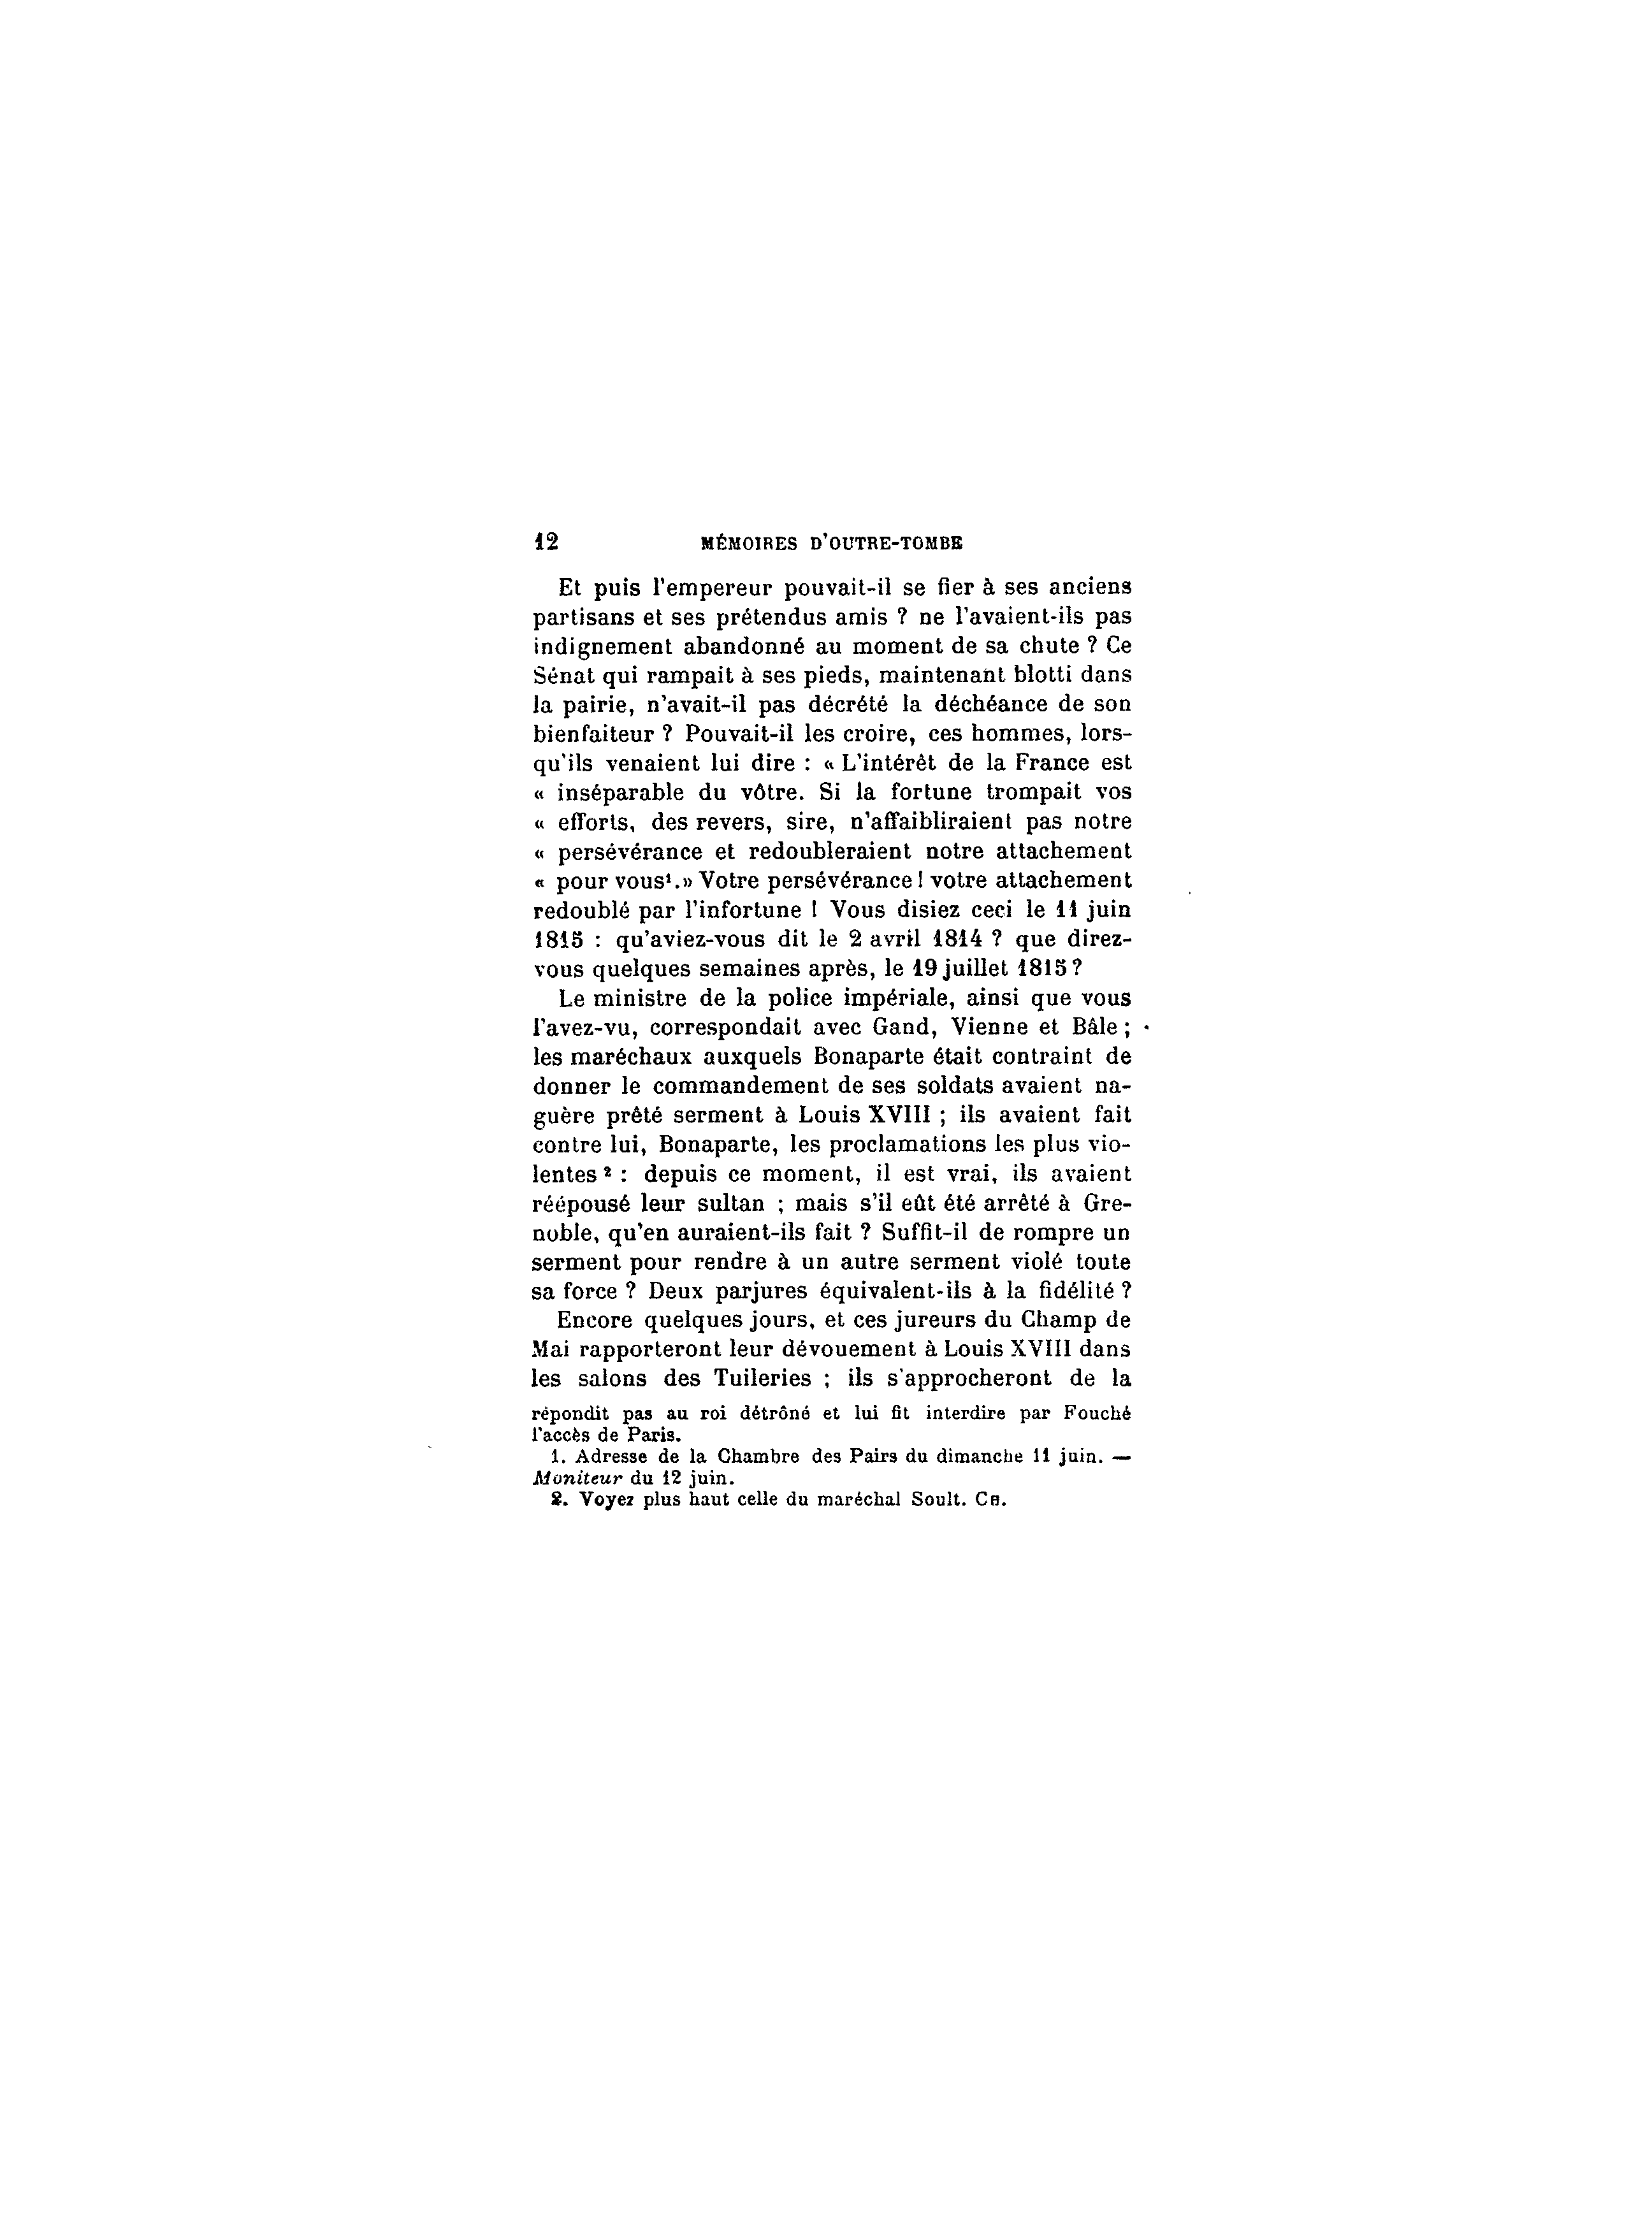 12 MÉMOIRES D'OUTRE-TOMBE
Et puis l'empereur pouvait-il se fier à ses anciens
partisans et ses prétendus amis ? ne l'avaient-ils pas
indignement abandonné au moment de sa chute ? Ce
Sénat qui rampait à ses pieds, maintenant blotti dans
la pairie, n'avait-il pas décrété la déchéance de son
bienfaiteur ? Pouvait-il les croire, ces hommes, lors-
qu'ils venaient lui dire : « L'intérêt de la France est
« inséparable du vôtre. Si la fortune trompait vos
« efforts, des revers, sire, n'affaibliraient pas notre
« persévérance et redoubleraient notre attachement
« pour vous¹.» Votre persévérance ! votre attachement
redoublé par l'infortune ! Vous disiez ceci le 11 juin
1815 : qu'aviez-vous dit le 2 avril 1814 ? que direz-
vous quelques semaines après, le 19 juillet 1815 ?
Le ministre de la police impériale, ainsi que vous
l'avez-vu, correspondait avec Gand, Vienne et Bâle ;
les maréchaux auxquels Bonaparte était contraint de
donner le commandement de ses soldats avaient na-
guère prêté serment à Louis XVIII ; ils avaient fait
contre lui, Bonaparte, les proclamations les plus vio-
lentes ² : depuis ce moment, il est vrai, ils avaient
réépousé leur sultan ; mais s'il eût été arrêté à Gre-
noble, qu'en auraient-ils fait ? Suffit-il de rompre un
serment pour rendre à un autre serment violé toute
sa force ? Deux parjures équivalent-ils à la fidélité ?
Encore quelques jours, et ces jureurs du Champ de
Mai rapporteront leur dévouement à Louis XVIII dans
les salons des Tuileries ; ils s'approcheront de la
répondit pas au roi détrôné et lui fit interdire par Fouché
l'accès de Paris.
1. Adresse de la Chambre des Pairs du dimanche 11 juin. —
Moniteur du 12 juin.
2. Voyez plus haut celle du maréchal Soult. CH.